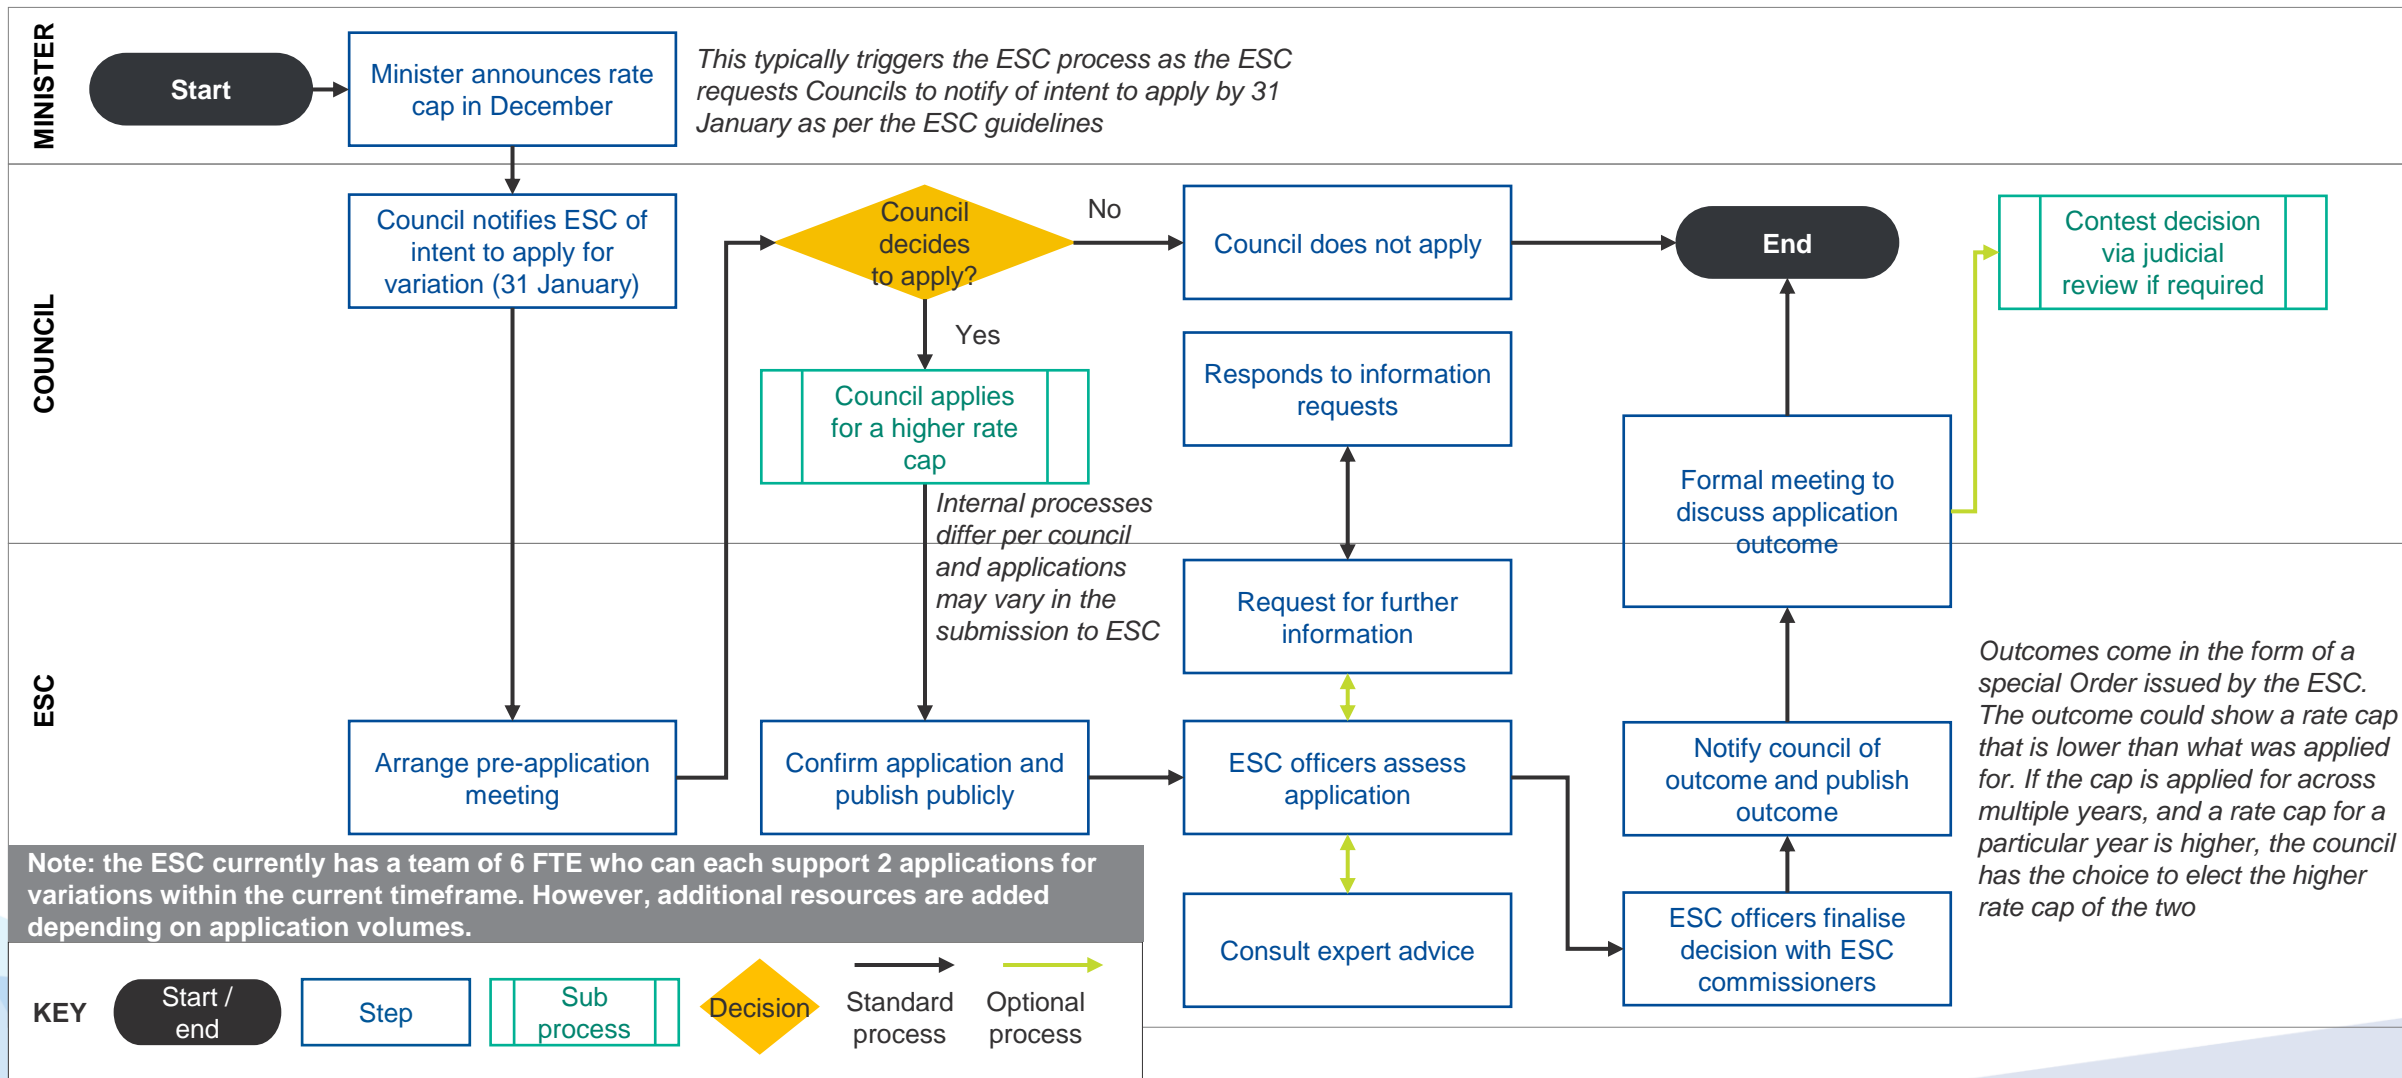 MINISTER
Start
Minister announces rate
cap in December
This typically triggers the ESC process as the ESC
requests Councils to notify of intent to apply by 31
January as per the ESC guidelines
COUNCIL
Council notifies ESC of
intent to apply for
variation (31 January)
Council
decides
to apply?
No
Yes
Council does not apply
End
Contest decision
via judicial
review if required
Council applies
for a higher rate
cap
Responds to information
requests
Internal processes
differ per council
and applications
may vary in the
submission to ESC
Formal meeting to
discuss application
outcome
ESC
Request for further
information
Arrange pre-application
meeting
Confirm application and
publish publicly
ESC officers assess
application
Notify council of
outcome and publish
outcome
Consult expert advice
ESC officers finalise
decision with ESC
commissioners
Outcomes come in the form of a
special Order issued by the ESC.
The outcome could show a rate cap
that is lower than what was applied
for. If the cap is applied for across
multiple years, and a rate cap for a
particular year is higher, the council
has the choice to elect the higher
rate cap of the two
Note: the ESC currently has a team of 6 FTE who can each support 2 applications for
variations within the current timeframe. However, additional resources are added
depending on application volumes.
KEY
Start /
end
Step
Sub
process
Decision
Standard
process
Optional
process